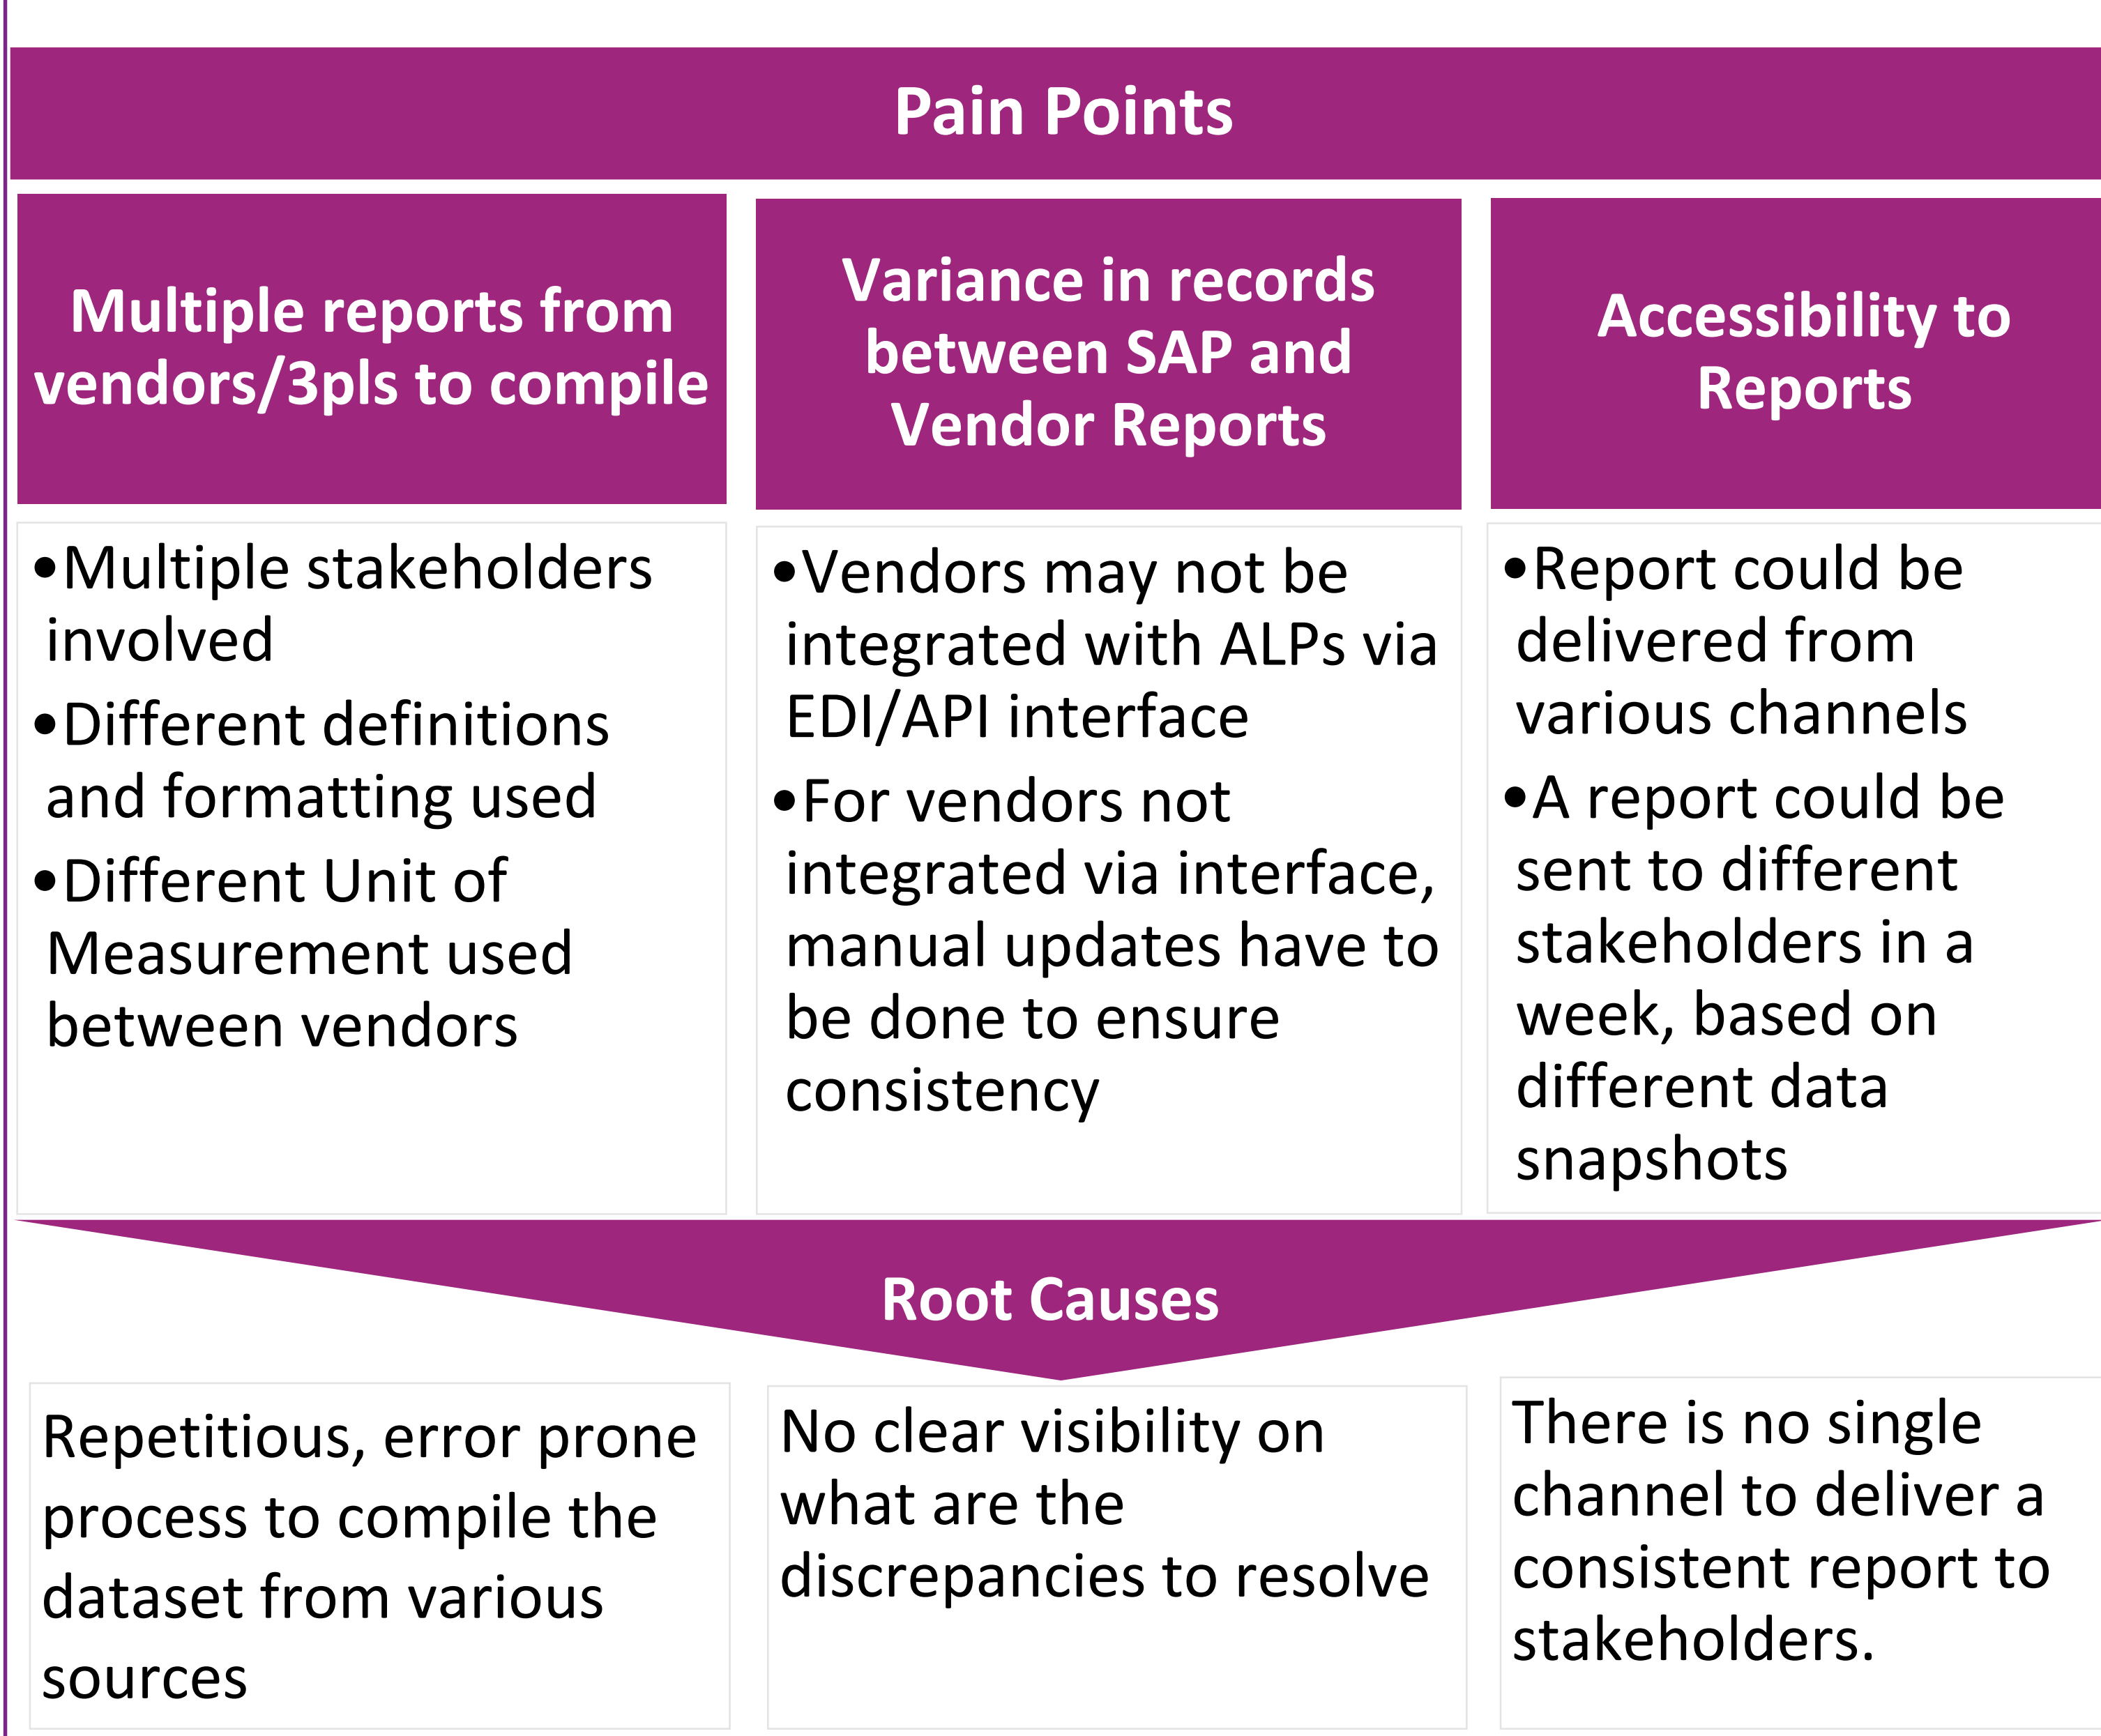 Pain Points
Multiple reports from
vendors/3pls to compile
Variance in records
between SAP and
Vendor Reports
Accessibility to
Reports
•Multiple stakeholders
involved
•Different definitions
and formatting used
•Different Unit of
Measurement used
between vendors
•Vendors may not be
integrated with ALPs via
EDI/API interface
•For vendors not
integrated via interface,
manual updates have to
be done to ensure
consistency
•Report could be
delivered from
various channels
•A report could be
sent to different
stakeholders in a
week, based on
different data
snapshots
Root Causes
Repetitious, error prone
process to compile the
dataset from various
sources
No clear visibility on
what are the
discrepancies to resolve
There is no single
channel to deliver a
consistent report to
stakeholders.